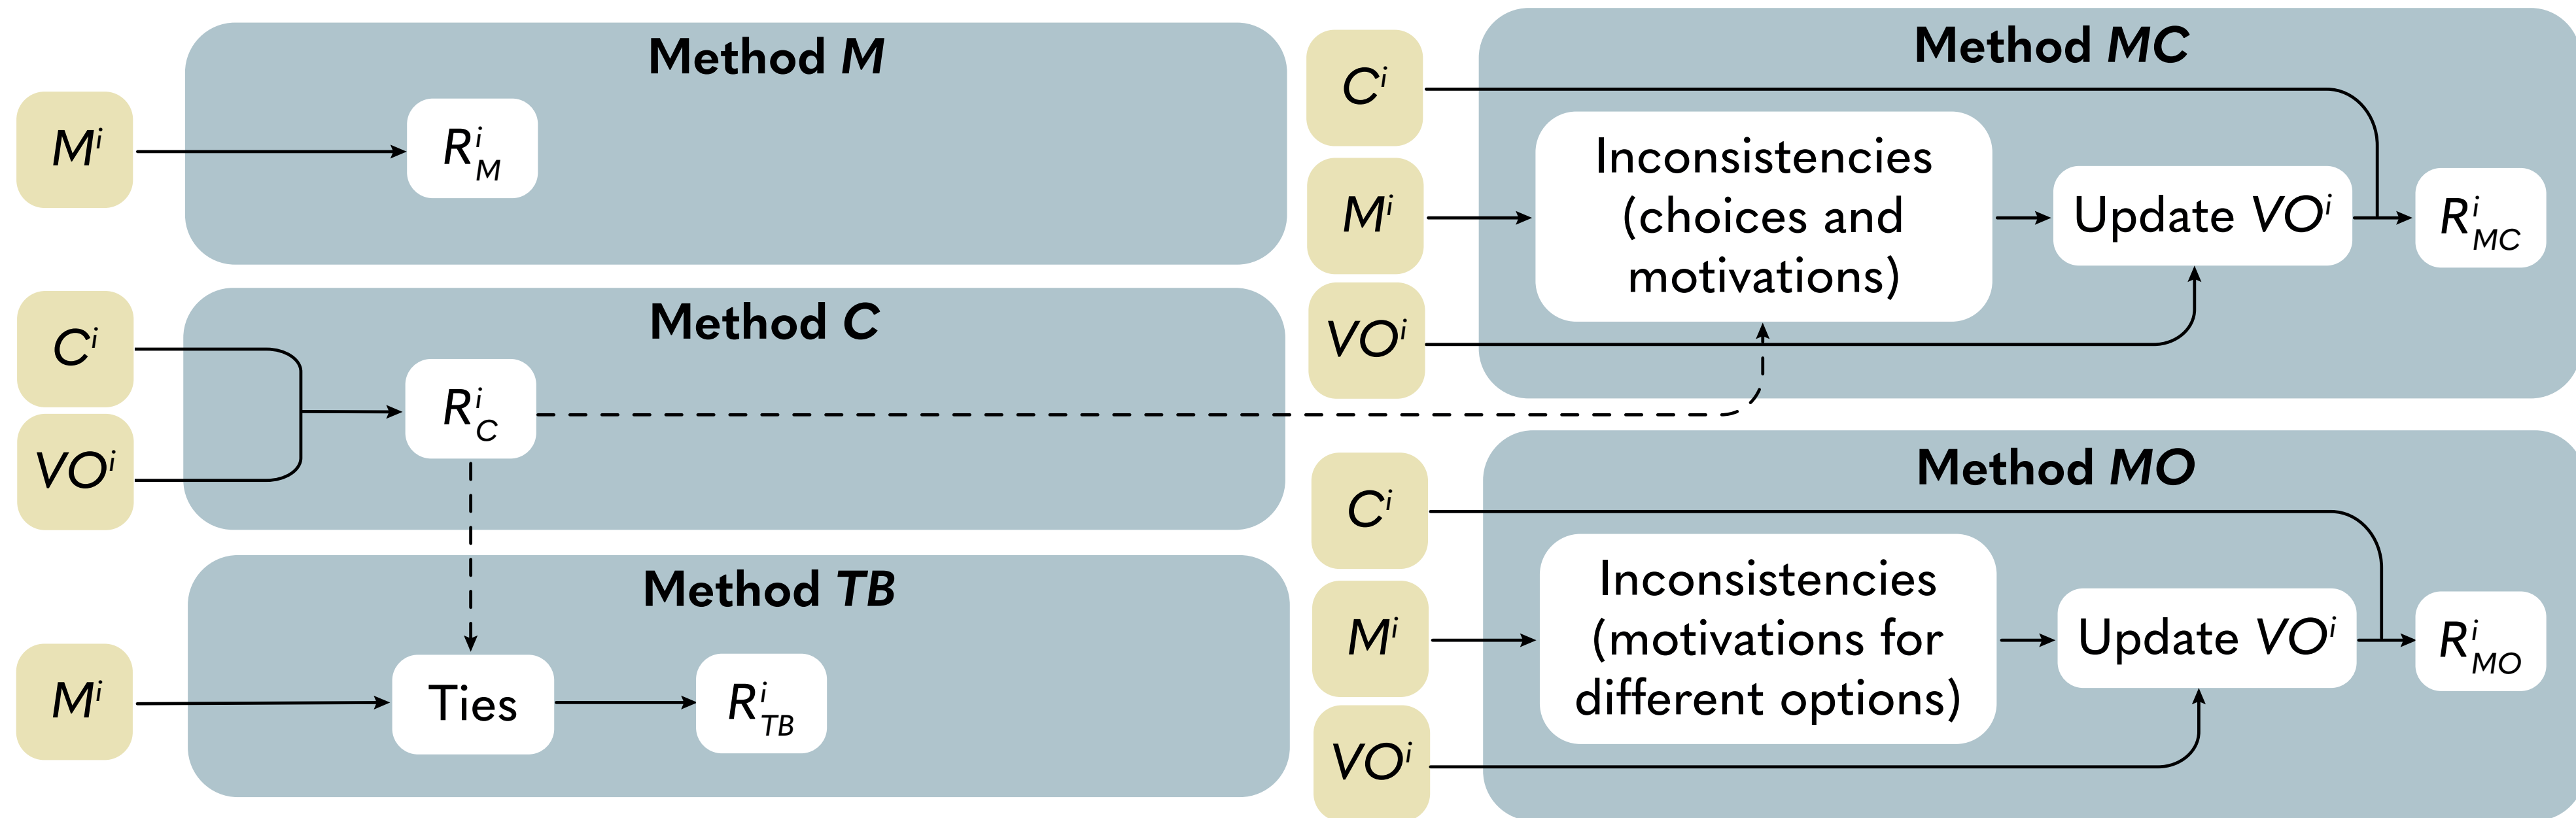 Method M
M^i
R^i_M
Method C
C^i
VO^i
R^i_C
Method TB
M^i
Ties
R^i_TB
Method MC
C^i
M^i
VO^i
Inconsistencies
(choices and
motivations)
Update VO^i
R^i_MC
Method MO
C^i
M^i
VO^i
Inconsistencies
(motivations for
different options)
Update VO^i
R^i_MO